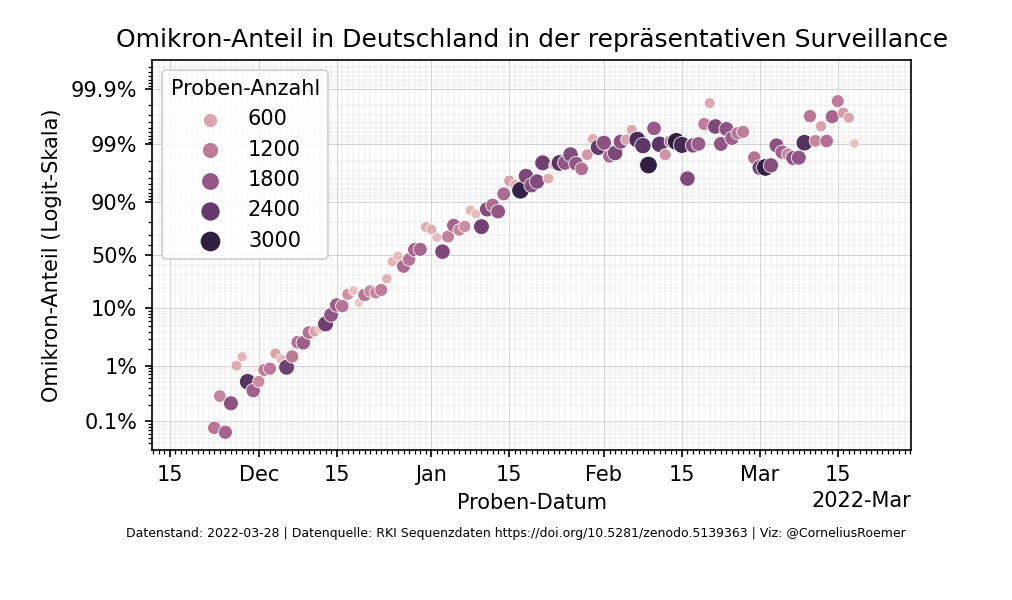 Omikron-Anteil in Deutschland in der repräsentativen Surveillance
Omikron-Anteil (Logit-Skala)
99.9%
99%
90%
50%
10%
1%
0.1%
Proben-Anzahl
600
1200
1800
2400
3000
15 Dec 15 Jan 15 Feb 15 Mar 15
Proben-Datum
2022-Mar
Datenstand: 2022-03-28 | Datenquelle: RKI Sequenzdaten https://doi.org/10.5281/zenodo.5139363 | Viz: @CorneliusRoemer